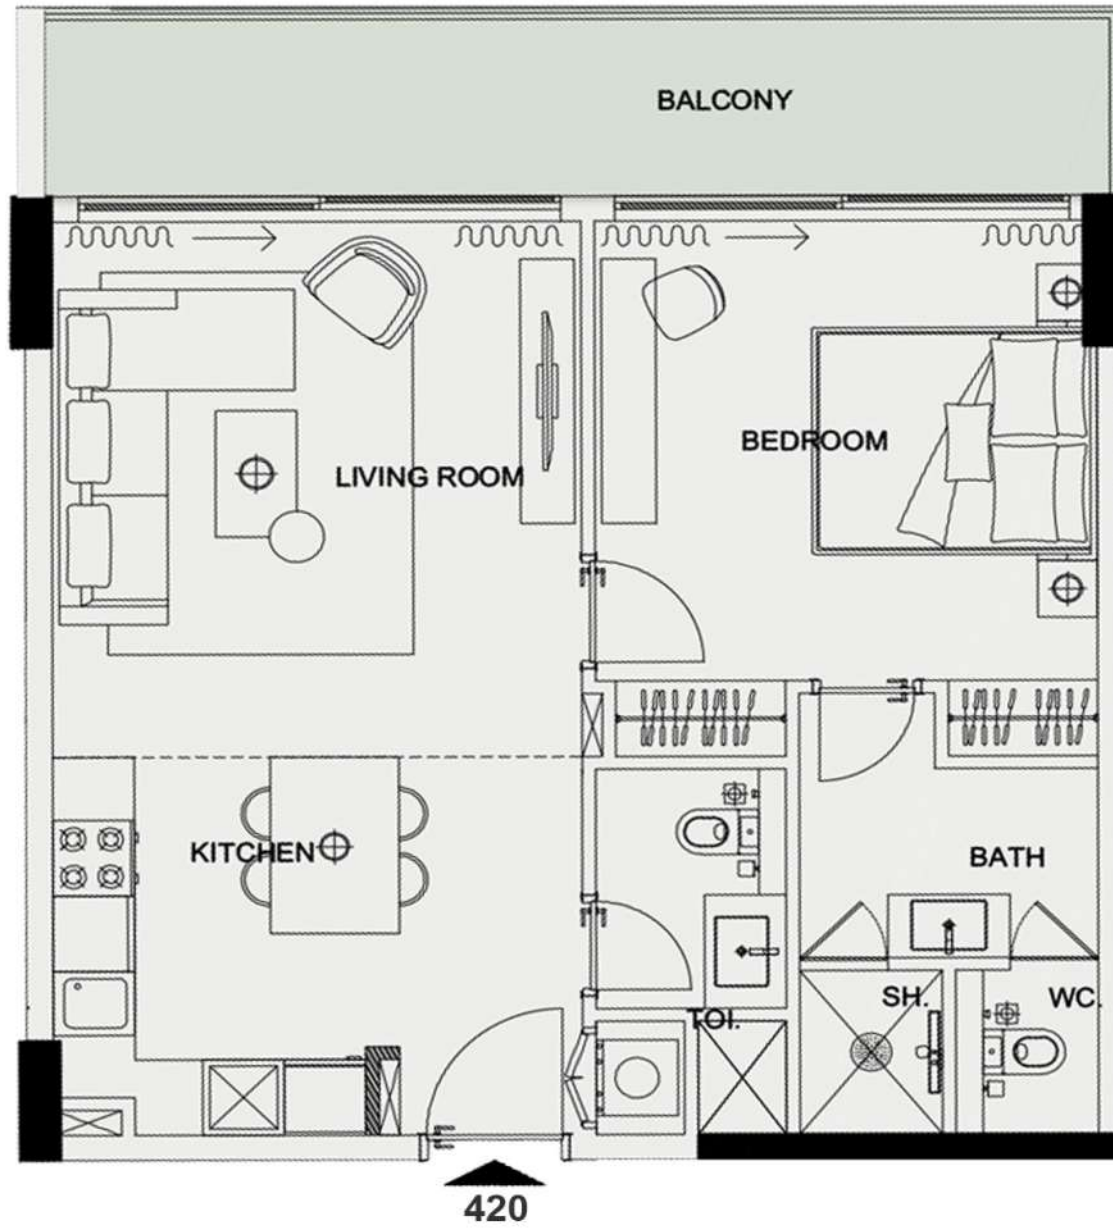 BALCONY
LIVING ROOM
BEDROOM
KITCHEN
BATH
SH.
WC.
TOI.
420